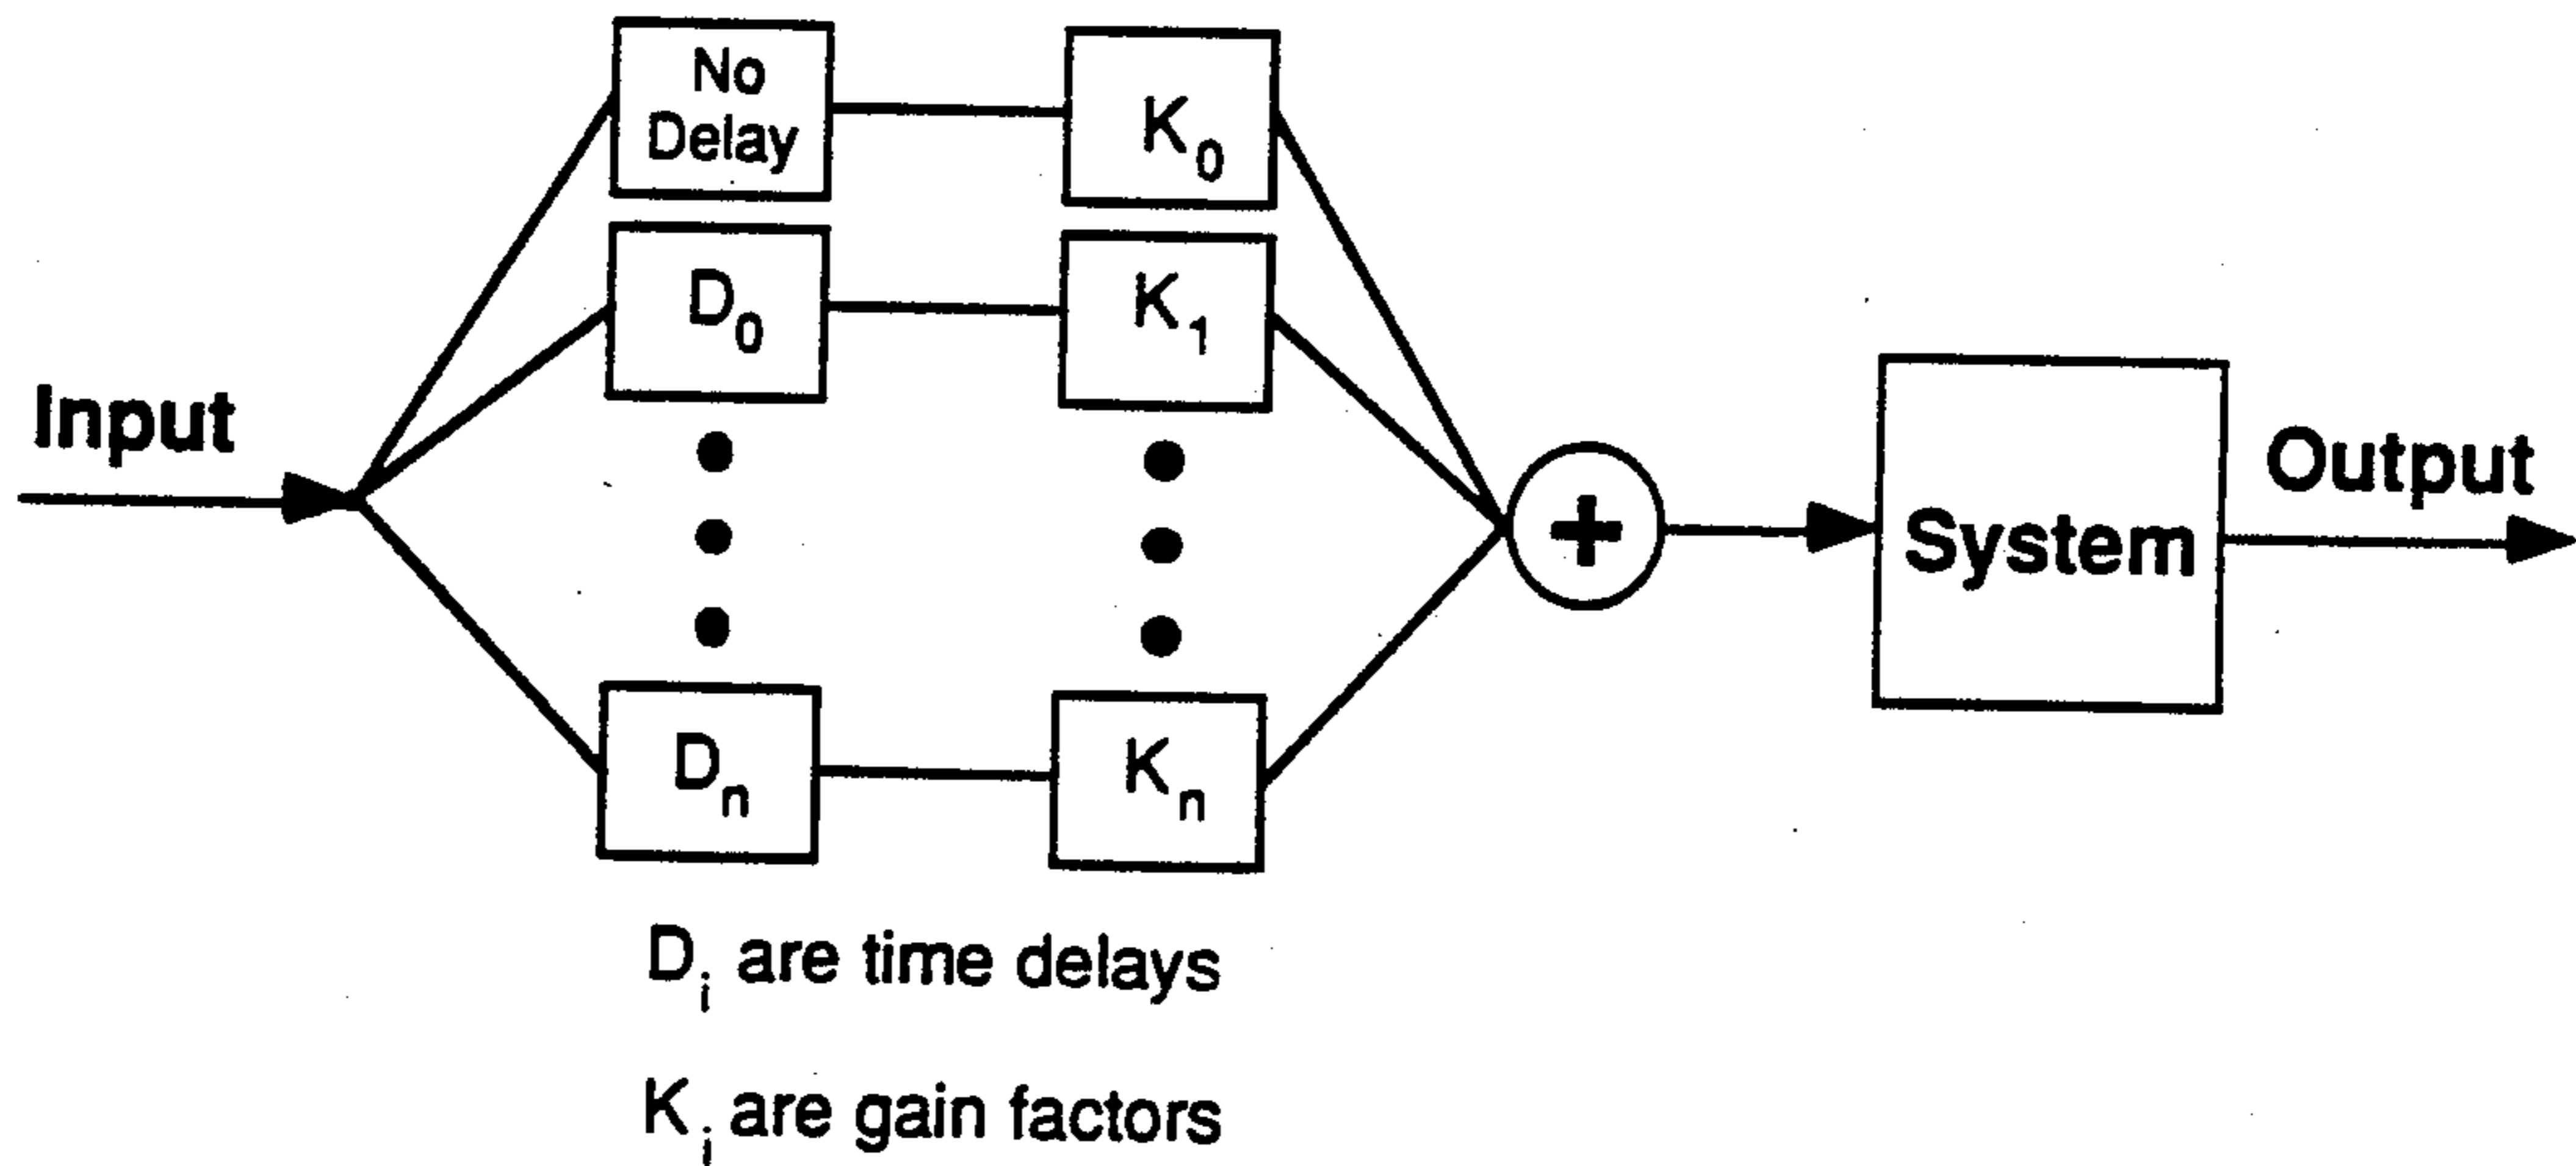 No
Delay
K₀
D₀
K₁
Input
+
System
Output
Dₙ
Kₙ
Dᵢ are time delays
Kᵢ are gain factors